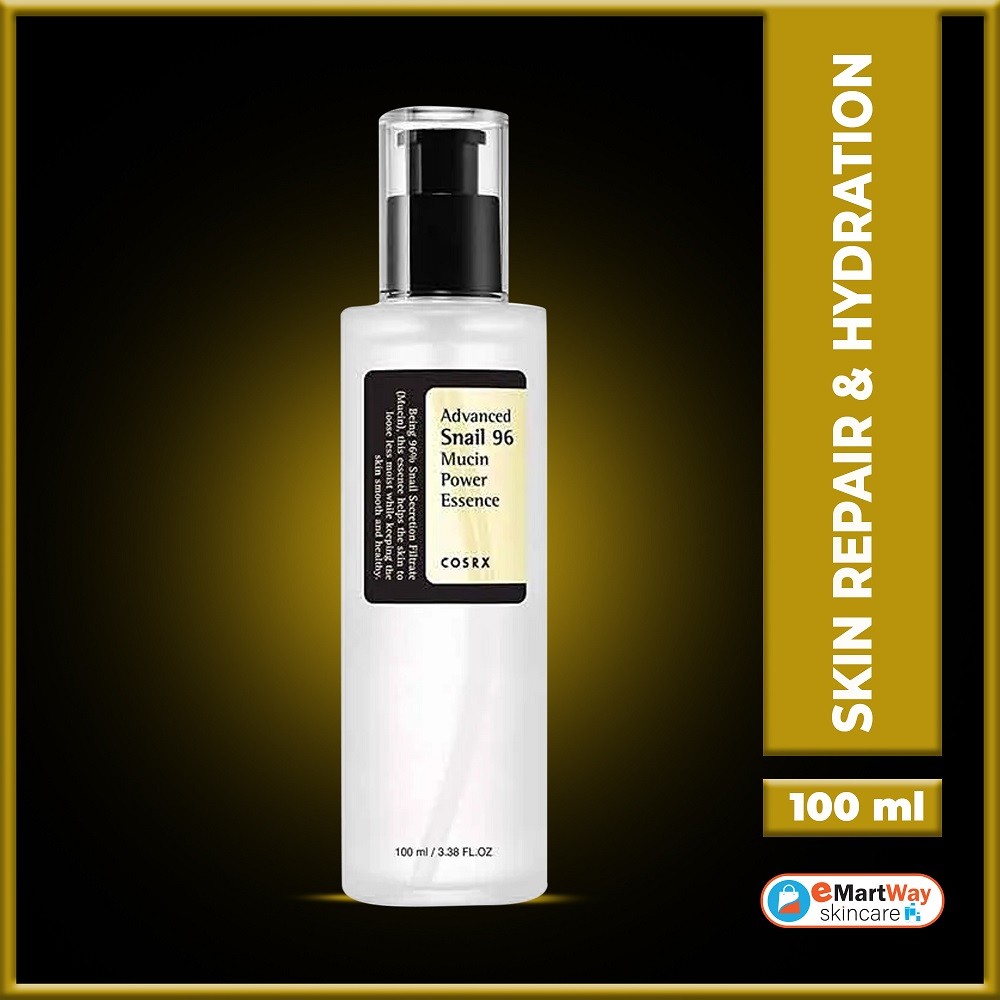 Advanced
Snail 96
Mucin
Power
Essence
COSRX
Being 96% Snail Secretion Filtrate
(Mucin), this essence helps the skin to
loose less moist while keeping the
skin smooth and healthy.
100 ml / 3.38 FL.OZ
SKIN REPAIR & HYDRATION
100 ml
eMartWay
skincare